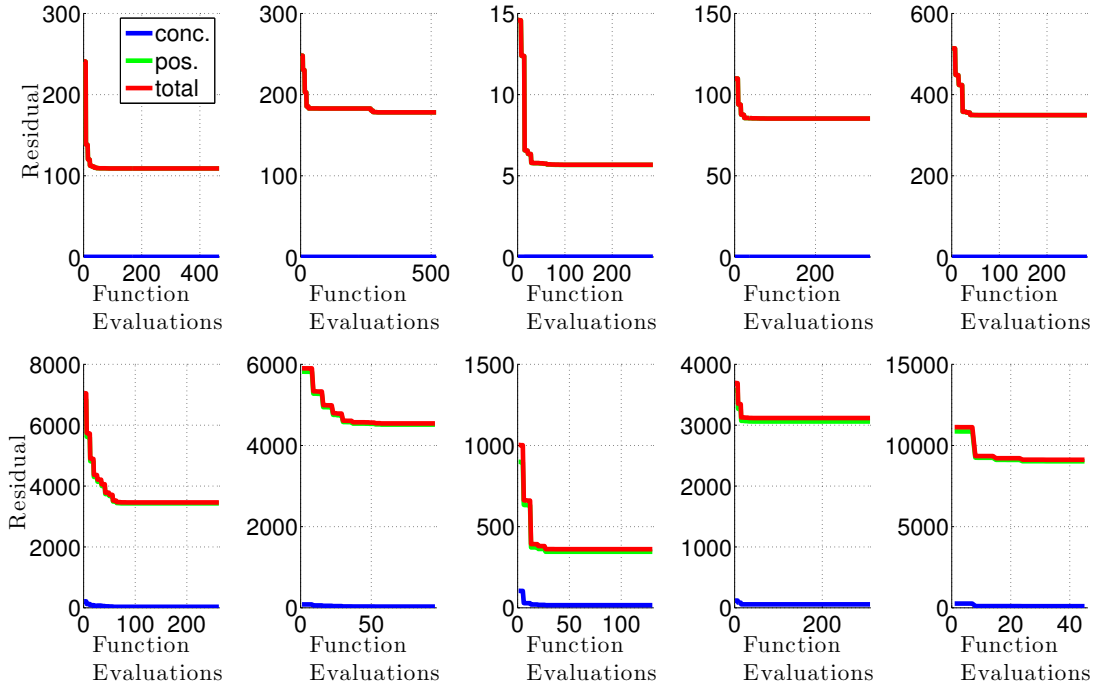 300 300 15 150 600
conc.
pos.
total
200 200 10 100 400
Residual
100 100 5 50 200
0 0 0 0 0
0 200 400 0 500 0 100 200 0 200 0 100 200
Function Function Function Function Function
Evaluations Evaluations Evaluations Evaluations Evaluations
8000 6000 1500 4000 15000
6000 4000 1000 3000 10000
Residual
4000 2000 500 2000 5000
2000 1000
0 0 0 0 0
0 100 200 0 50 0 50 100 0 200 0 20 40
Function Function Function Function Function
Evaluations Evaluations Evaluations Evaluations Evaluations